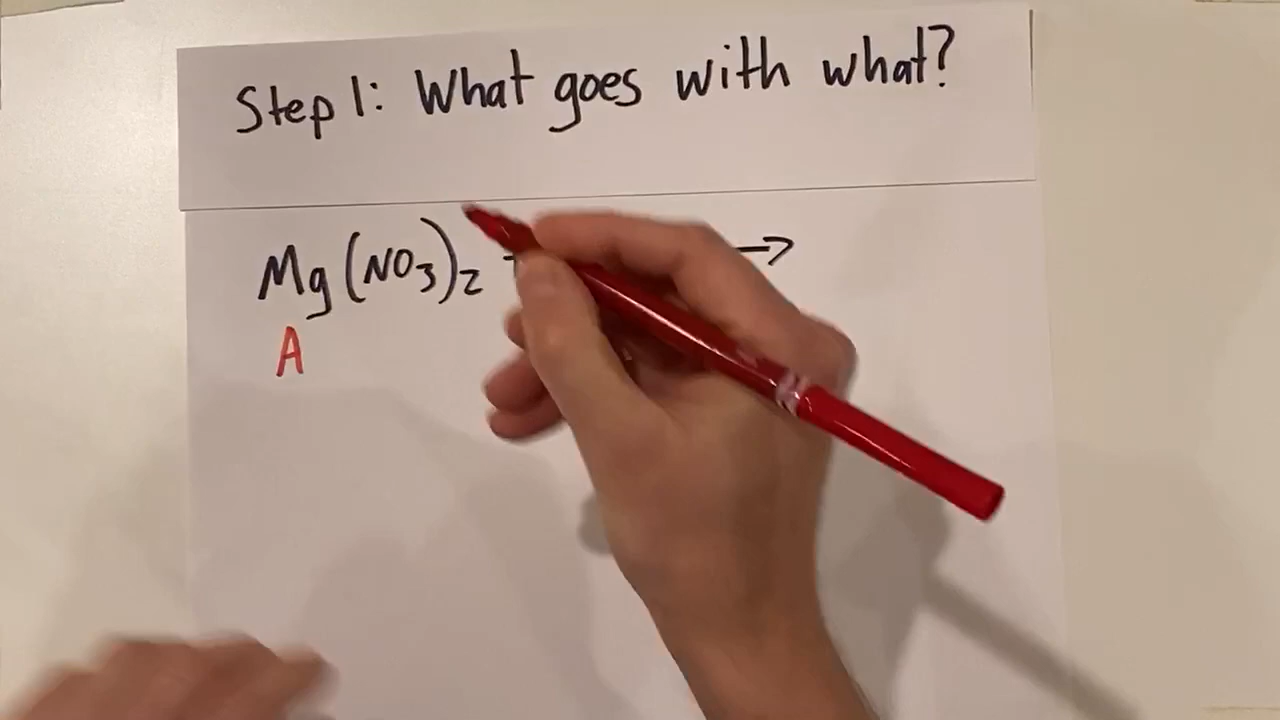 Step 1: What goes with what?
Mg(NO3)2 + →
A